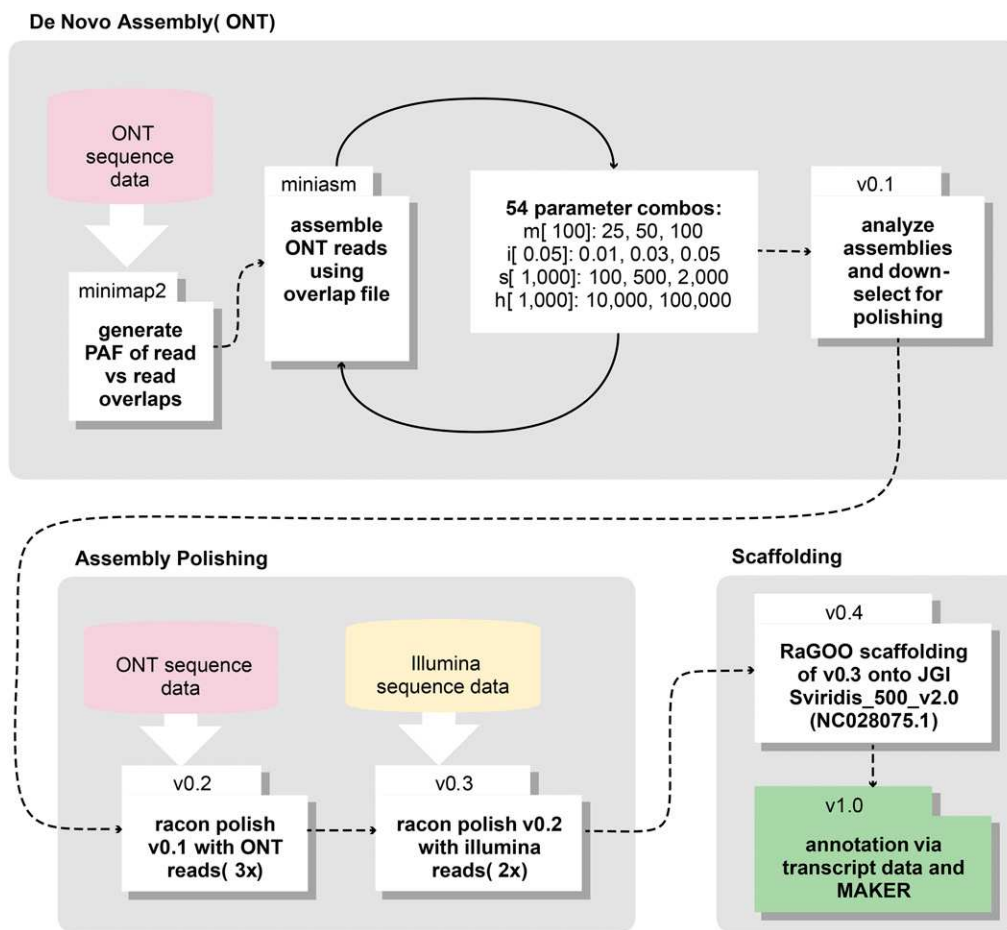 De Novo Assembly( ONT)
ONT
sequence
data
minimap2
generate
PAF of read
vs read
overlaps
miniasm
assemble
ONT reads
using
overlap file
54 parameter combos:
m[ 100]: 25, 50, 100
i[ 0.05]: 0.01, 0.03, 0.05
s[ 1,000]: 100, 500, 2,000
h[ 1,000]: 10,000, 100,000
v0.1
analyze
assemblies
and down-
select for
polishing
Assembly Polishing
ONT sequence
data
v0.2
racon polish
v0.1 with ONT
reads( 3x)
Illumina
sequence data
v0.3
racon polish v0.2
with illumina
reads( 2x)
Scaffolding
v0.4
RaGOO scaffolding
of v0.3 onto JGI
Sviridis_500_v2.0
(NC028075.1)
v1.0
annotation via
transcript data and
MAKER